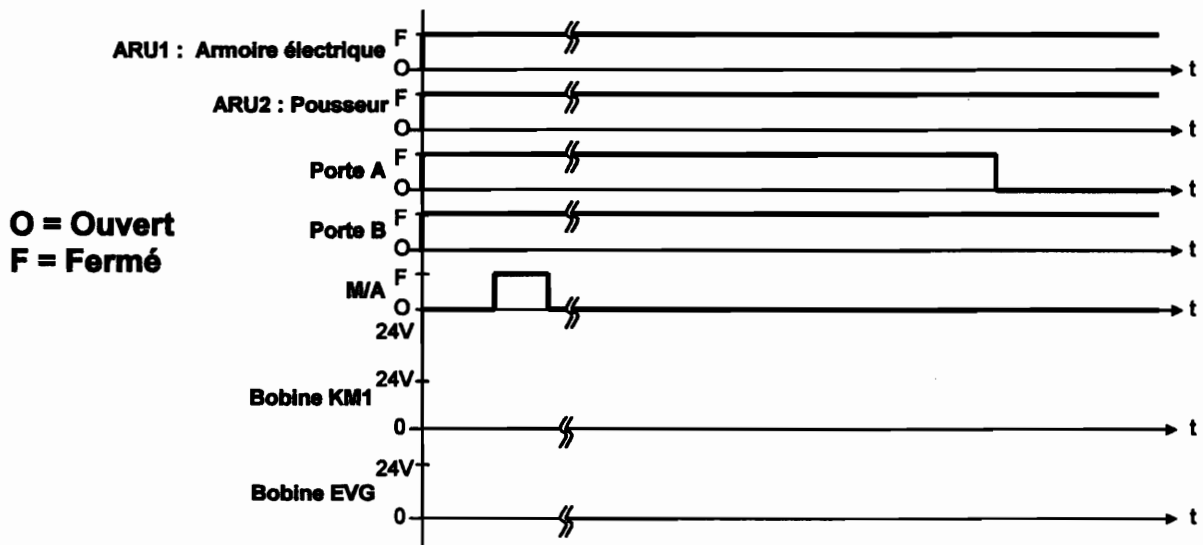 ARU1 : Armoire électrique F
O t
ARU2 : Pousseur F
O t
Porte A F
O t
O = Ouvert
F = Fermé
Porte B F
O t
M/A F
O t
24V
24V
Bobine KM1
0 t
24V
Bobine EVG
0 t